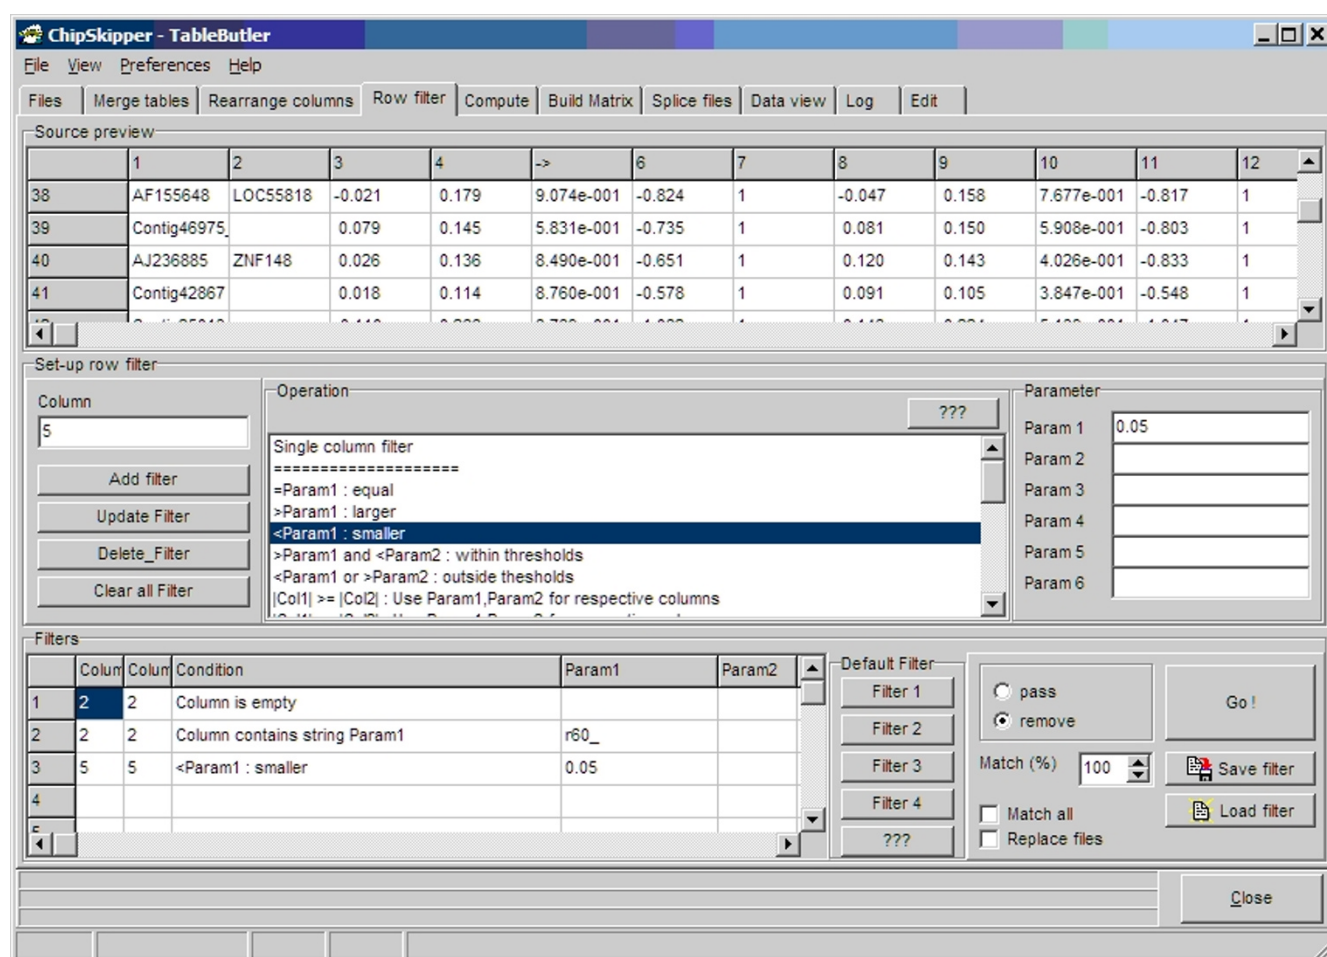 ChipSkipper - TableButler
File View Preferences Help
Files Merge tables Rearrange columns Row filter Compute Build Matrix Splice files Data view Log Edit
Source preview
1 2 3 4 -> 6 7 8 9 10 11 12
38 AF155648 LOC55818 -0.021 0.179 9.074e-001 -0.824 1 -0.047 0.158 7.677e-001 -0.817 1
39 Contig46975_ 0.079 0.145 5.831e-001 -0.735 1 0.081 0.150 5.908e-001 -0.803 1
40 AJ236885 ZNF148 0.026 0.136 8.490e-001 -0.651 1 0.120 0.143 4.026e-001 -0.833 1
41 Contig42867 0.018 0.114 8.760e-001 -0.578 1 0.091 0.105 3.847e-001 -0.548 1
Set-up row filter
Column
5
Add filter
Update Filter
Delete_Filter
Clear all Filter
Operation
???
Single column filter
=====================
=Param1 : equal
>Param1 : larger
<Param1 : smaller
>Param1 and <Param2 : within thresholds
<Param1 or >Param2 : outside thesholds
|Col1| >= |Col2| : Use Param1,Param2 for respective columns
Parameter
Param 1 0.05
Param 2
Param 3
Param 4
Param 5
Param 6
Filters
Colum Colum Condition Param1 Param2
1 2 2 Column is empty
2 2 2 Column contains string Param1 r60_
3 5 5 <Param1 : smaller 0.05
4
Default Filter
Filter 1
Filter 2
Filter 3
Filter 4
???
pass
remove
Match (%) 100
Match all
Replace files
Go !
Save filter
Load filter
Close